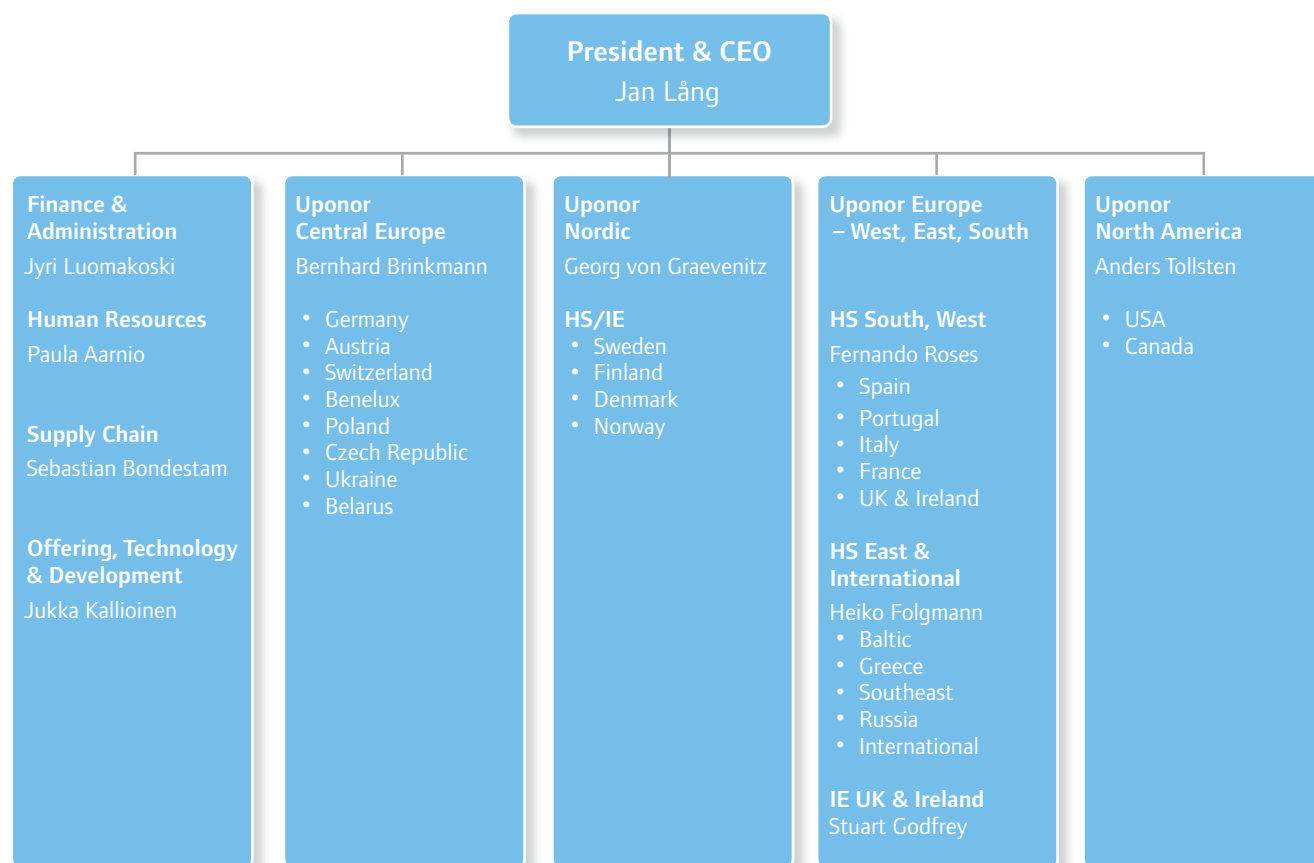 President & CEO
Jan Lång
Finance &
Administration
Jyri Luomakoski
Human Resources
Paula Aarnio
Supply Chain
Sebastian Bondestam
Offering, Technology
& Development
Jukka Kallioinen
Uponor
Central Europe
Bernhard Brinkmann
• Germany
• Austria
• Switzerland
• Benelux
• Poland
• Czech Republic
• Ukraine
• Belarus
Uponor
Nordic
Georg von Graevenitz
HS/IE
• Sweden
• Finland
• Denmark
• Norway
Uponor Europe
– West, East, South
HS South, West
Fernando Roses
• Spain
• Portugal
• Italy
• France
• UK & Ireland
HS East &
International
Heiko Folgmann
• Baltic
• Greece
• Southeast
• Russia
• International
IE UK & Ireland
Stuart Godfrey
Uponor
North America
Anders Tollsten
• USA
• Canada